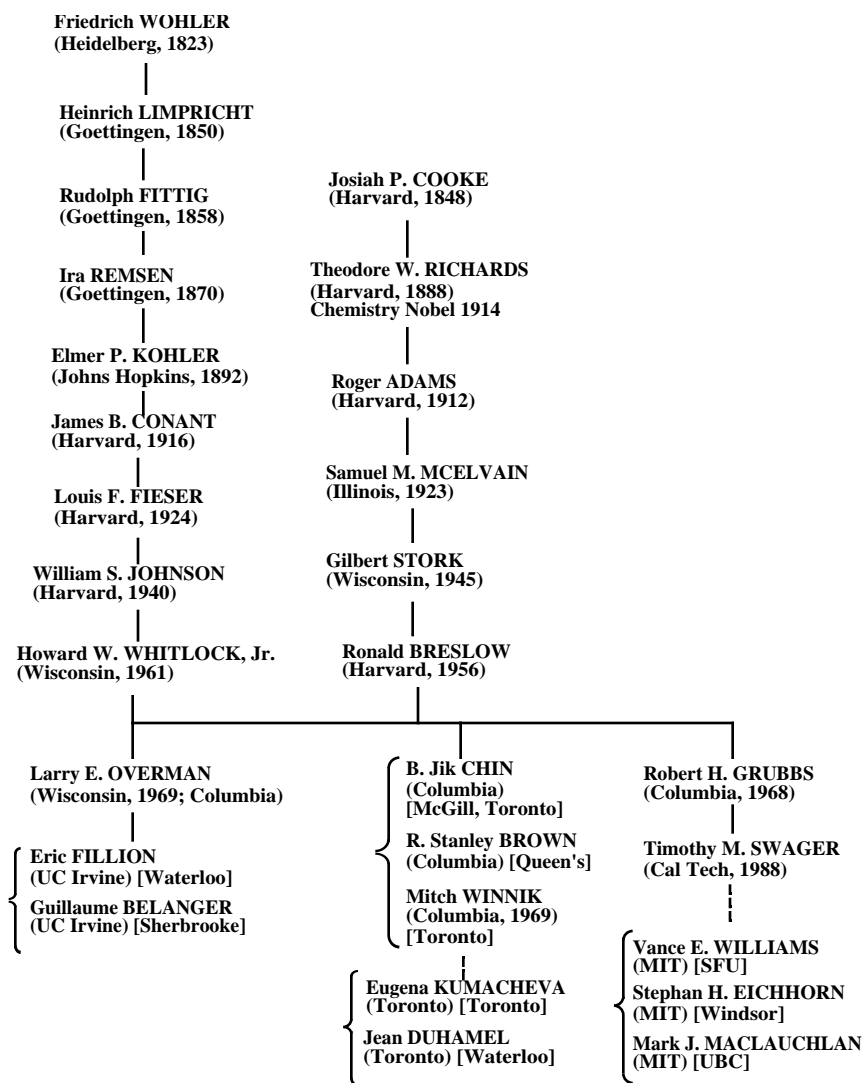 Friedrich WOHLER
(Heidelberg, 1823)
Heinrich LIMPRICHT
(Goettingen, 1850)
Rudolph FITTIG
(Goettingen, 1858)
Ira REMSEN
(Goettingen, 1870)
Elmer P. KOHLER
(Johns Hopkins, 1892)
James B. CONANT
(Harvard, 1916)
Louis F. FIESER
(Harvard, 1924)
William S. JOHNSON
(Harvard, 1940)
Howard W. WHITLOCK, Jr.
(Wisconsin, 1961)
Josiah P. COOKE
(Harvard, 1848)
Theodore W. RICHARDS
(Harvard, 1888)
Chemistry Nobel 1914
Roger ADAMS
(Harvard, 1912)
Samuel M. MCELVAIN
(Illinois, 1923)
Gilbert STORK
(Wisconsin, 1945)
Ronald BRESLOW
(Harvard, 1956)
Larry E. OVERMAN
(Wisconsin, 1969; Columbia)
Eric FILLION
(UC Irvine) [Waterloo]
Guillaume BELANGER
(UC Irvine) [Sherbrooke]
B. Jik CHIN
(Columbia)
[McGill, Toronto]
R. Stanley BROWN
(Columbia) [Queen's]
Mitch WINNIK
(Columbia, 1969)
[Toronto]
Eugena KUMACHEVA
(Toronto) [Toronto]
Jean DUHAMEL
(Toronto) [Waterloo]
Robert H. GRUBBS
(Columbia, 1968)
Timothy M. SWAGER
(Cal Tech, 1988)
Vance E. WILLIAMS
(MIT) [SFU]
Stephan H. EICHHORN
(MIT) [Windsor]
Mark J. MACLAUCHLAN
(MIT) [UBC]